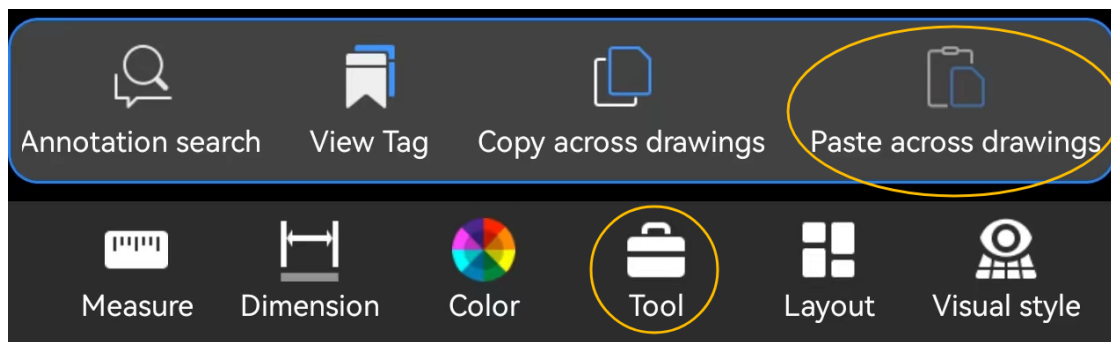 Annotation search
View Tag
Copy across drawings
Paste across drawings
Measure
Dimension
Color
Tool
Layout
Visual style